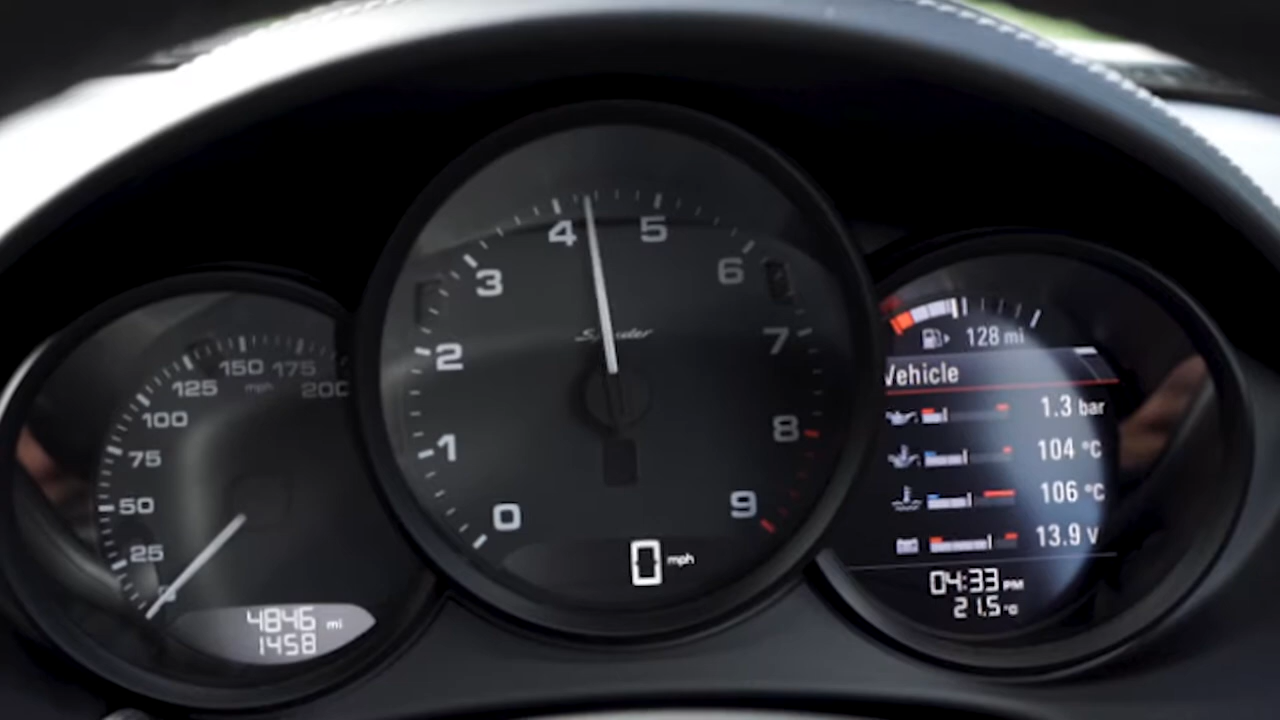 0
25
50
75
100
125
150
175
200
mph
4846 mi
1458
0
1
2
3
4
5
6
7
8
9
Spyder
0 mph
128 mi
Vehicle
1.3 bar
104 °C
106 °C
13.9 V
04:33 PM
21.5 °C